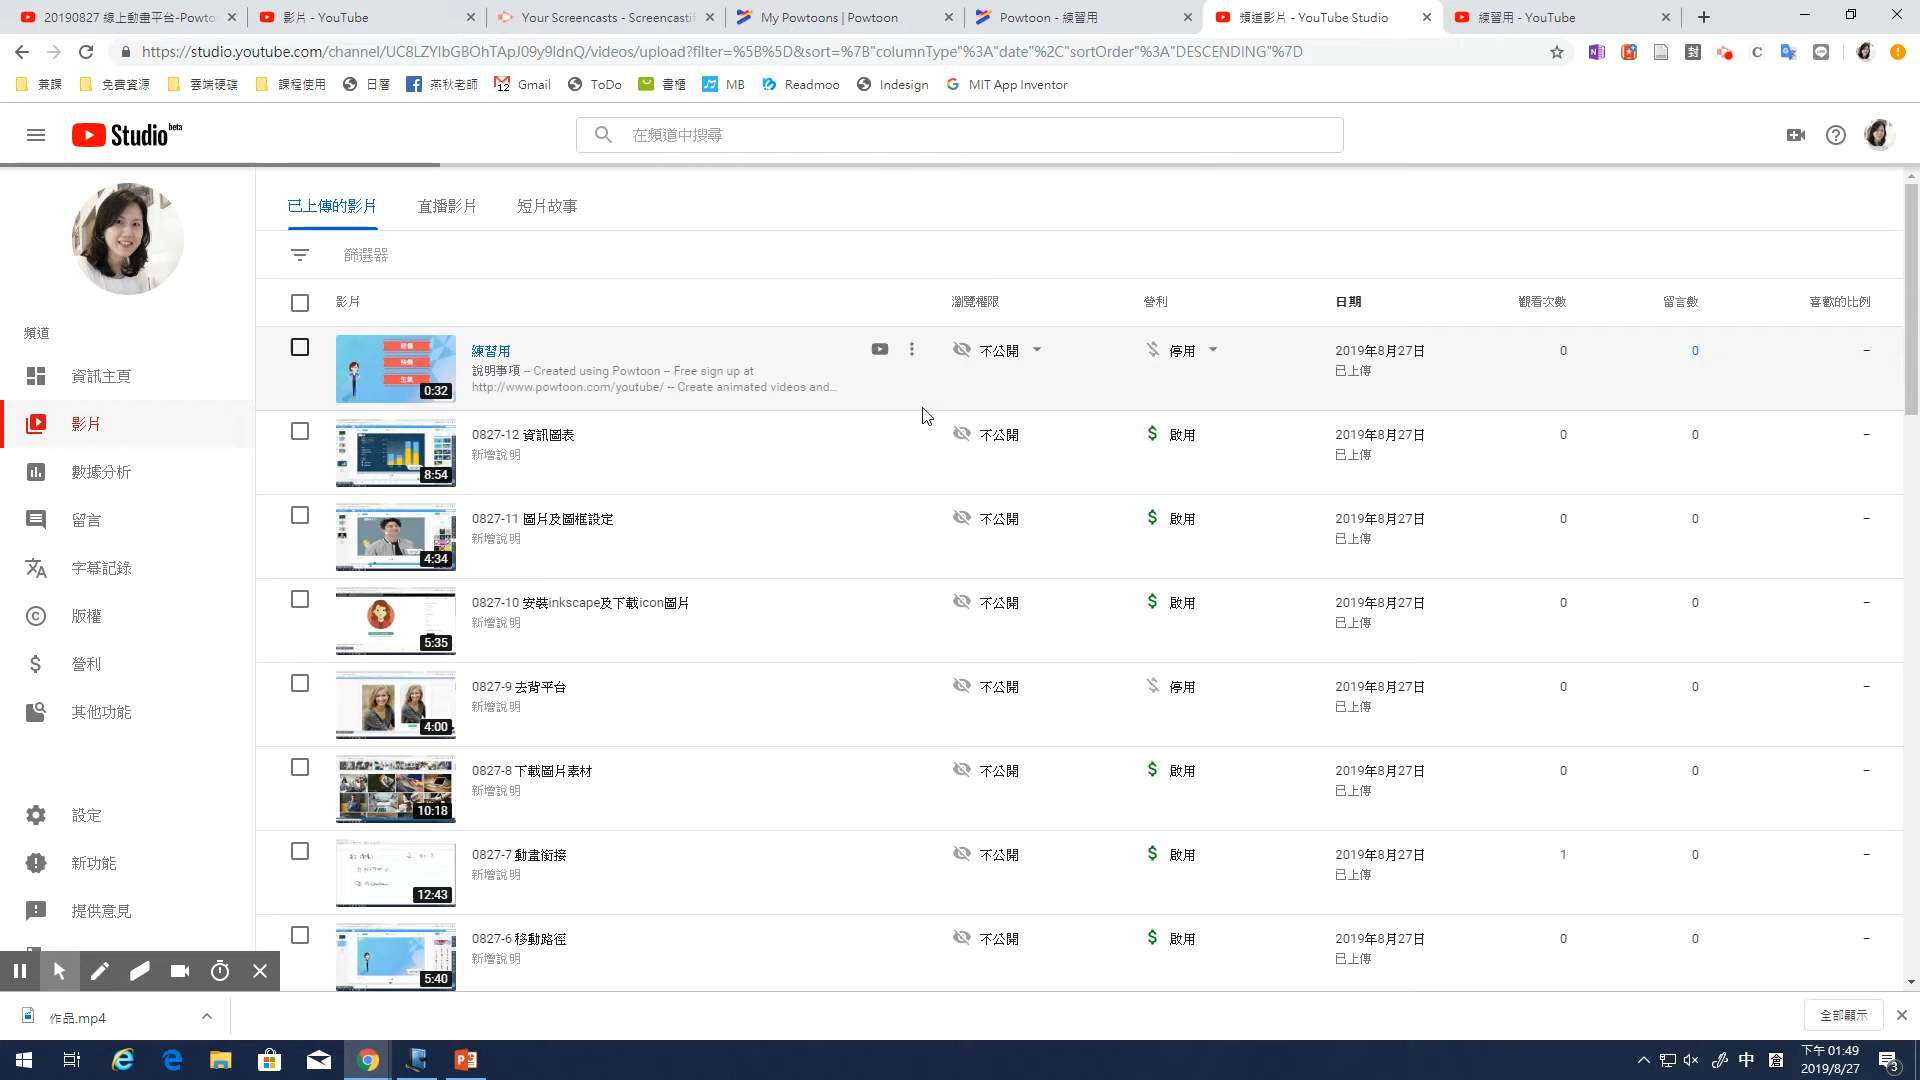 20190827 線上動畫平台-Powto
影片 - YouTube
Your Screencasts - Screencastif
My Powtoons | Powtoon
Powtoon - 練習用
頻道影片 - YouTube Studio
練習用 - YouTube
https://studio.youtube.com/channel/UC8LZYlbGBOhTApJ09y9ldnQ/videos/upload?filter=%5B%5D&sort=%7B"columnType"%3A"date"%2C"sortOrder"%3A"DESCENDING"%7D
兼課
免費資源
雲端硬碟
課程使用
日曆
燕秋老師
Gmail
ToDo
書櫃
MB
Readmoo
Indesign
MIT App Inventor
Studio beta
在頻道中搜尋
頻道
資訊主頁
影片
數據分析
留言
字幕記錄
版權
營利
其他功能
設定
新功能
提供意見
已上傳的影片 直播影片 短片故事
篩選器
影片 瀏覽權限 營利 日期 觀看次數 留言數 喜歡的比例
練習用 不公開 停用 2019年8月27日 0 0 –
說明事項 -- Created using Powtoon -- Free sign up at 已上傳
http://www.powtoon.com/youtube/ -- Create animated videos and...
0:32
0827-12 資訊圖表 不公開 啟用 2019年8月27日 0 0 –
新增說明 已上傳
8:54
0827-11 圖片及圖框設定 不公開 啟用 2019年8月27日 0 0 –
新增說明 已上傳
4:34
0827-10 安裝inkscape及下載icon圖片 不公開 啟用 2019年8月27日 0 0 –
新增說明 已上傳
5:35
0827-9 去背平台 不公開 停用 2019年8月27日 0 0 –
新增說明 已上傳
4:00
0827-8 下載圖片素材 不公開 啟用 2019年8月27日 0 0 –
新增說明 已上傳
10:18
0827-7 動畫銜接 不公開 啟用 2019年8月27日 1 0 –
新增說明 已上傳
12:43
0827-6 移動路徑 不公開 啟用 2019年8月27日 0 0 –
新增說明 已上傳
5:40
作品.mp4
全部顯示
中
下午 01:49
2019/8/27
3